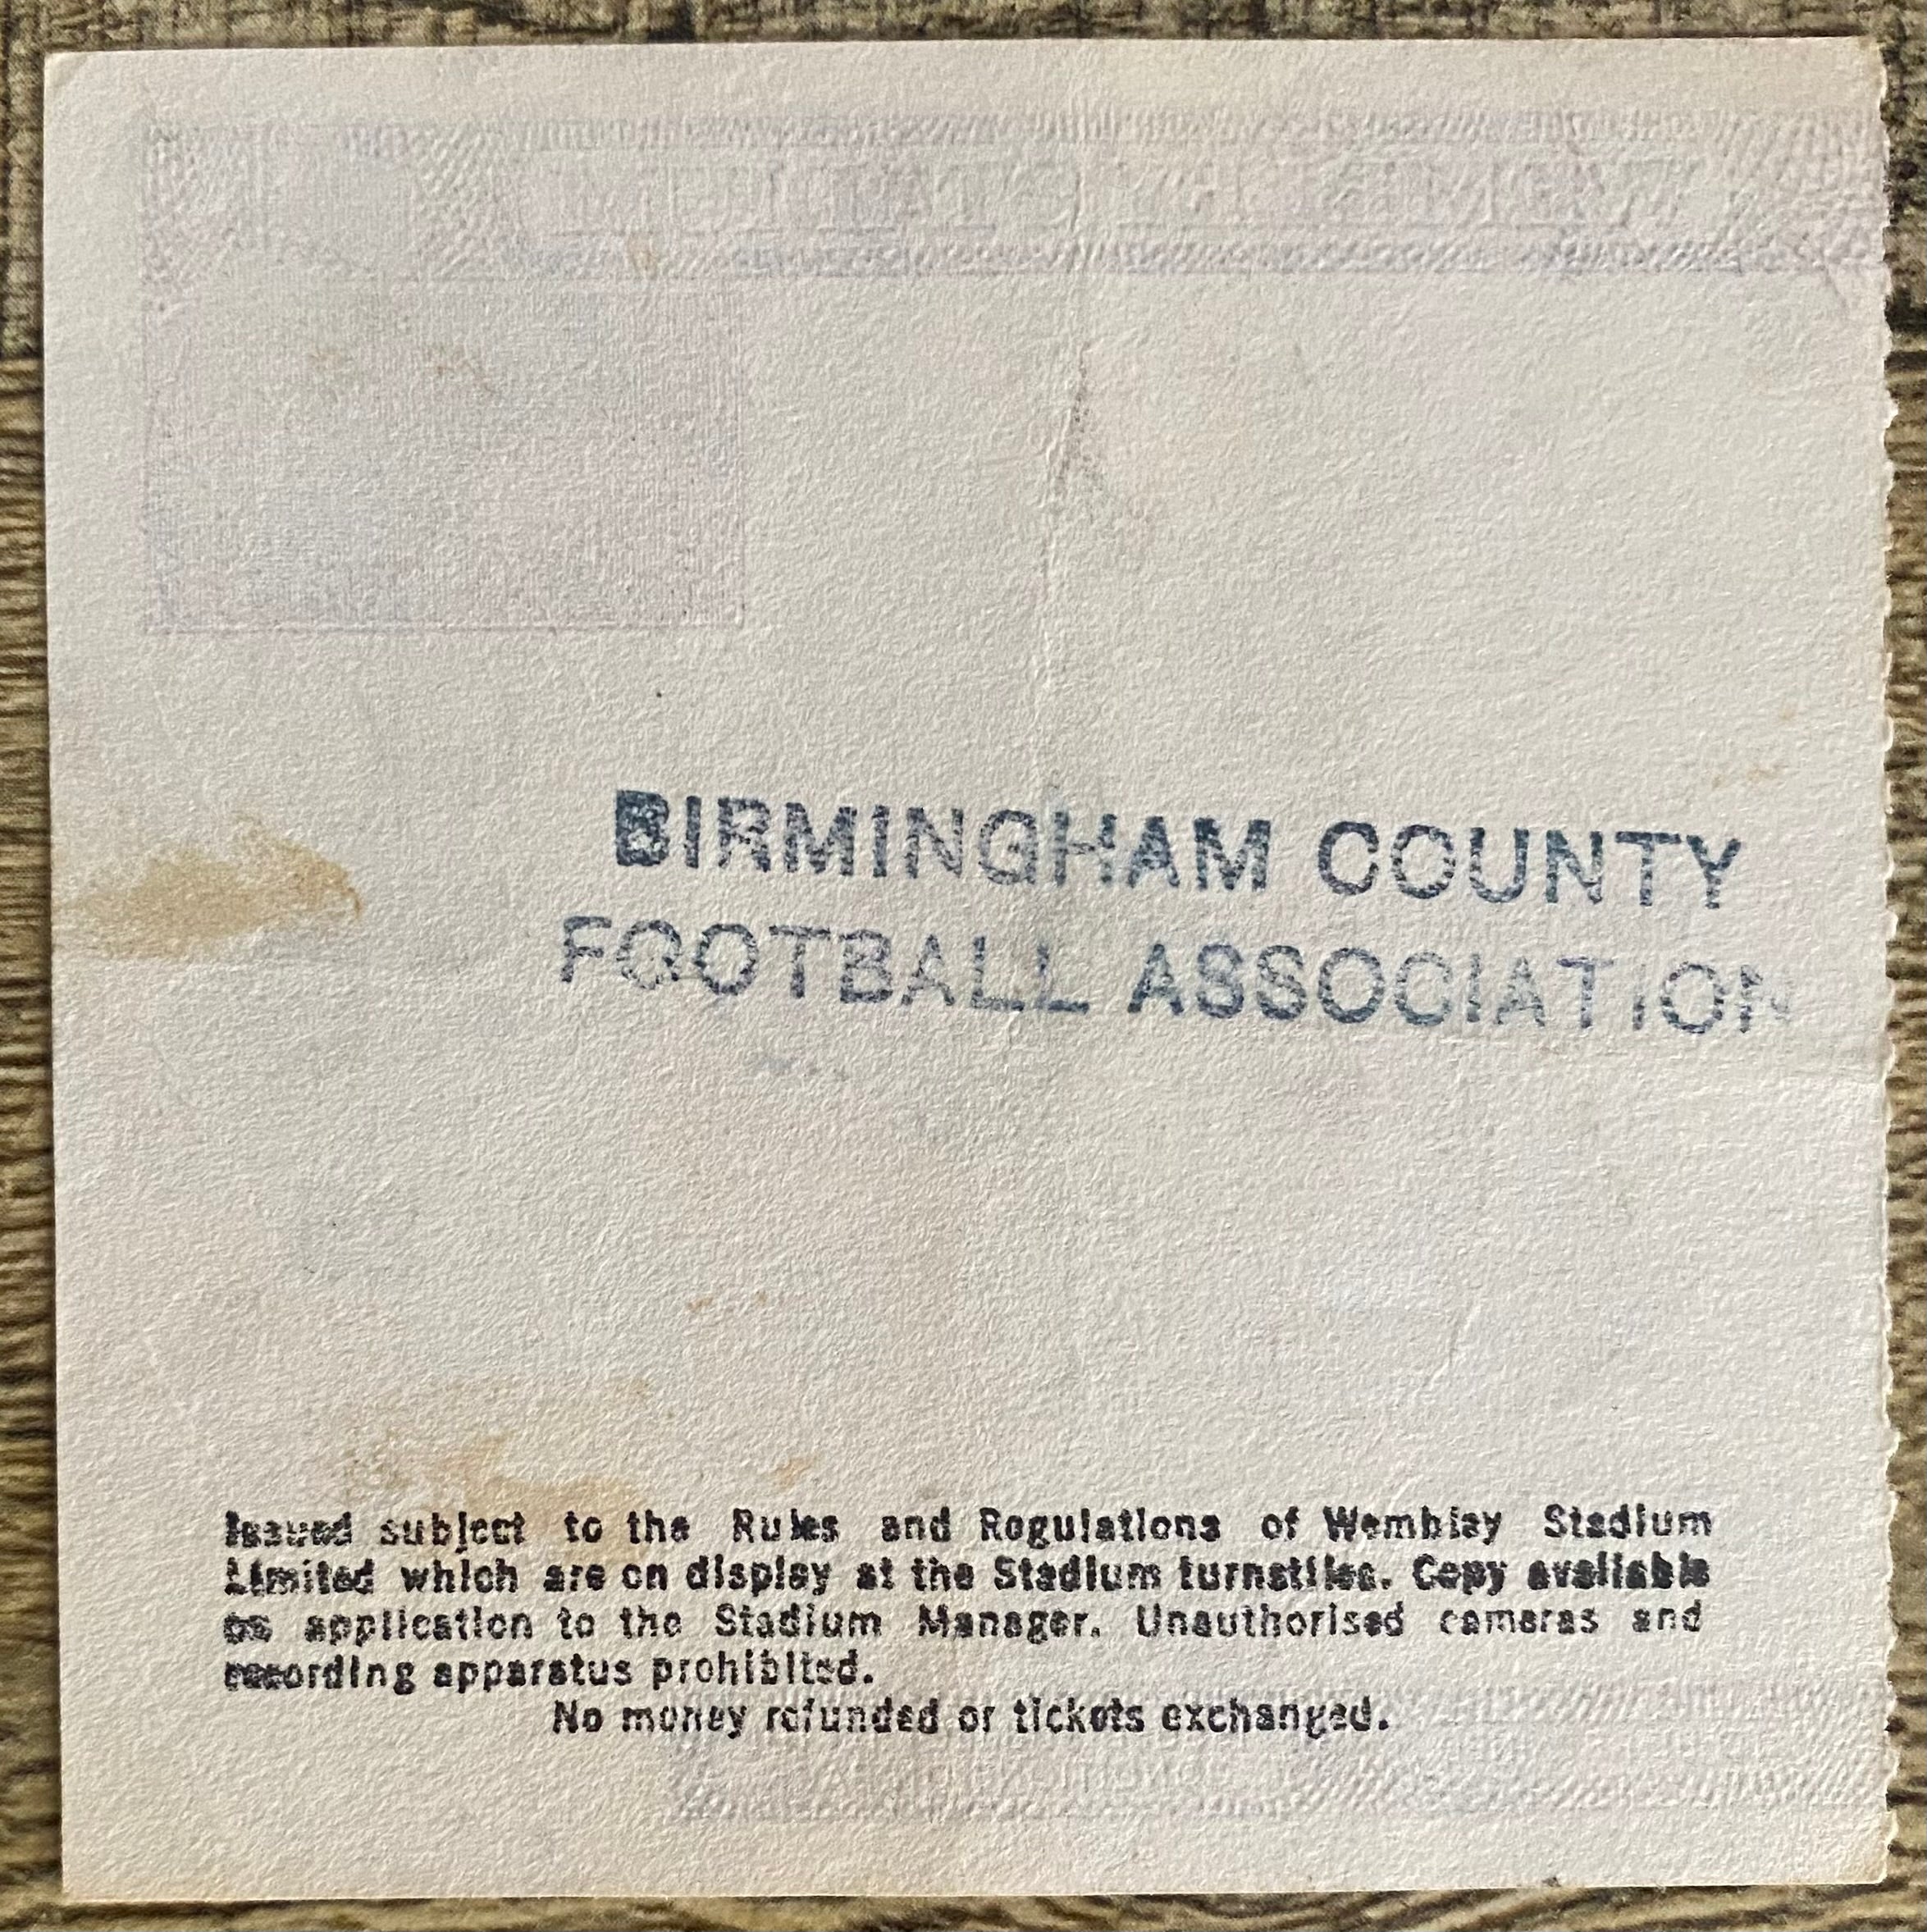 BIRMINGHAM COUNTY
FOOTBALL ASSOCIATION
Issued subject to the Rules and Regulations of Wembley Stadium
Limited which are on display at the Stadium turnstiles. Copy available
on application to the Stadium Manager. Unauthorised cameras and
recording apparatus prohibited.
No money refunded or tickets exchanged.